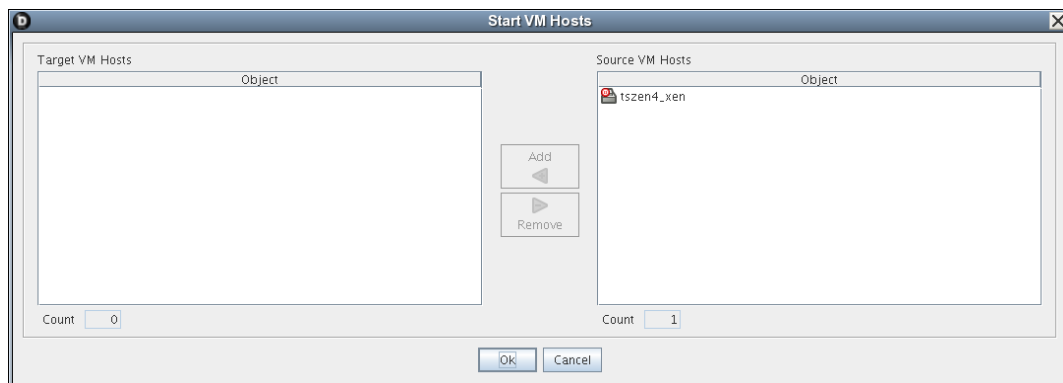 Start VM Hosts
Target VM Hosts
Object
Count 0
Add
Remove
Source VM Hosts
Object
tszen4_xen
Count 1
Ok
Cancel